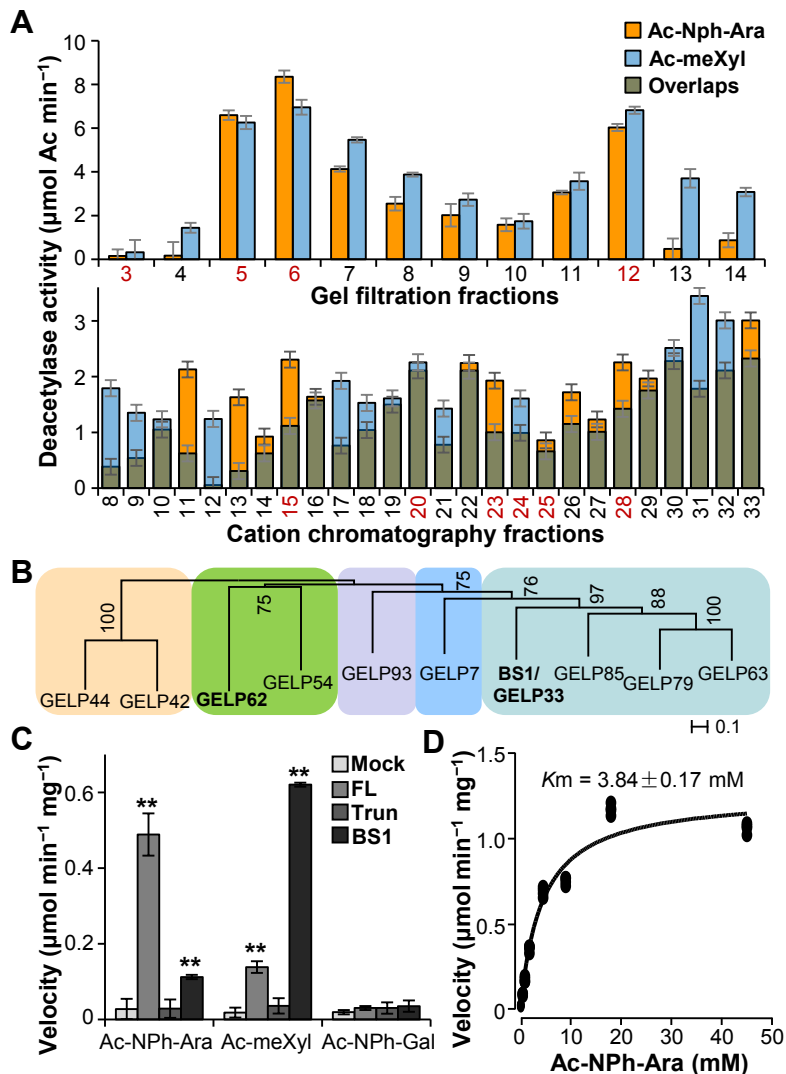 A
Deacetylase activity (µmol Ac min⁻¹)
10
8
6
4
2
0
Ac-Nph-Ara
Ac-meXyl
Overlaps
3 4 5 6 7 8 9 10 11 12 13 14
Gel filtration fractions
3
2
1
0
8 9 10 11 12 13 14 15 16 17 18 19 20 21 22 23 24 25 26 27 28 29 30 31 32 33
Cation chromatography fractions
B
100
75
75
76
97
88
100
GELP44
GELP42
GELP62
GELP54
GELP93
GELP7
BS1/
GELP33
GELP85
GELP79
GELP63
0.1
C
Velocity (µmol min⁻¹ mg⁻¹)
0.6
0.4
0.2
0
Mock
FL
Trun
BS1
**
**
**
**
Ac-NPh-Ara Ac-meXyl Ac-NPh-Gal
D
Velocity (µmol min⁻¹ mg⁻¹)
1.5
1.0
0.5
0
Km = 3.84±0.17 mM
0 10 20 30 40 50
Ac-NPh-Ara (mM)